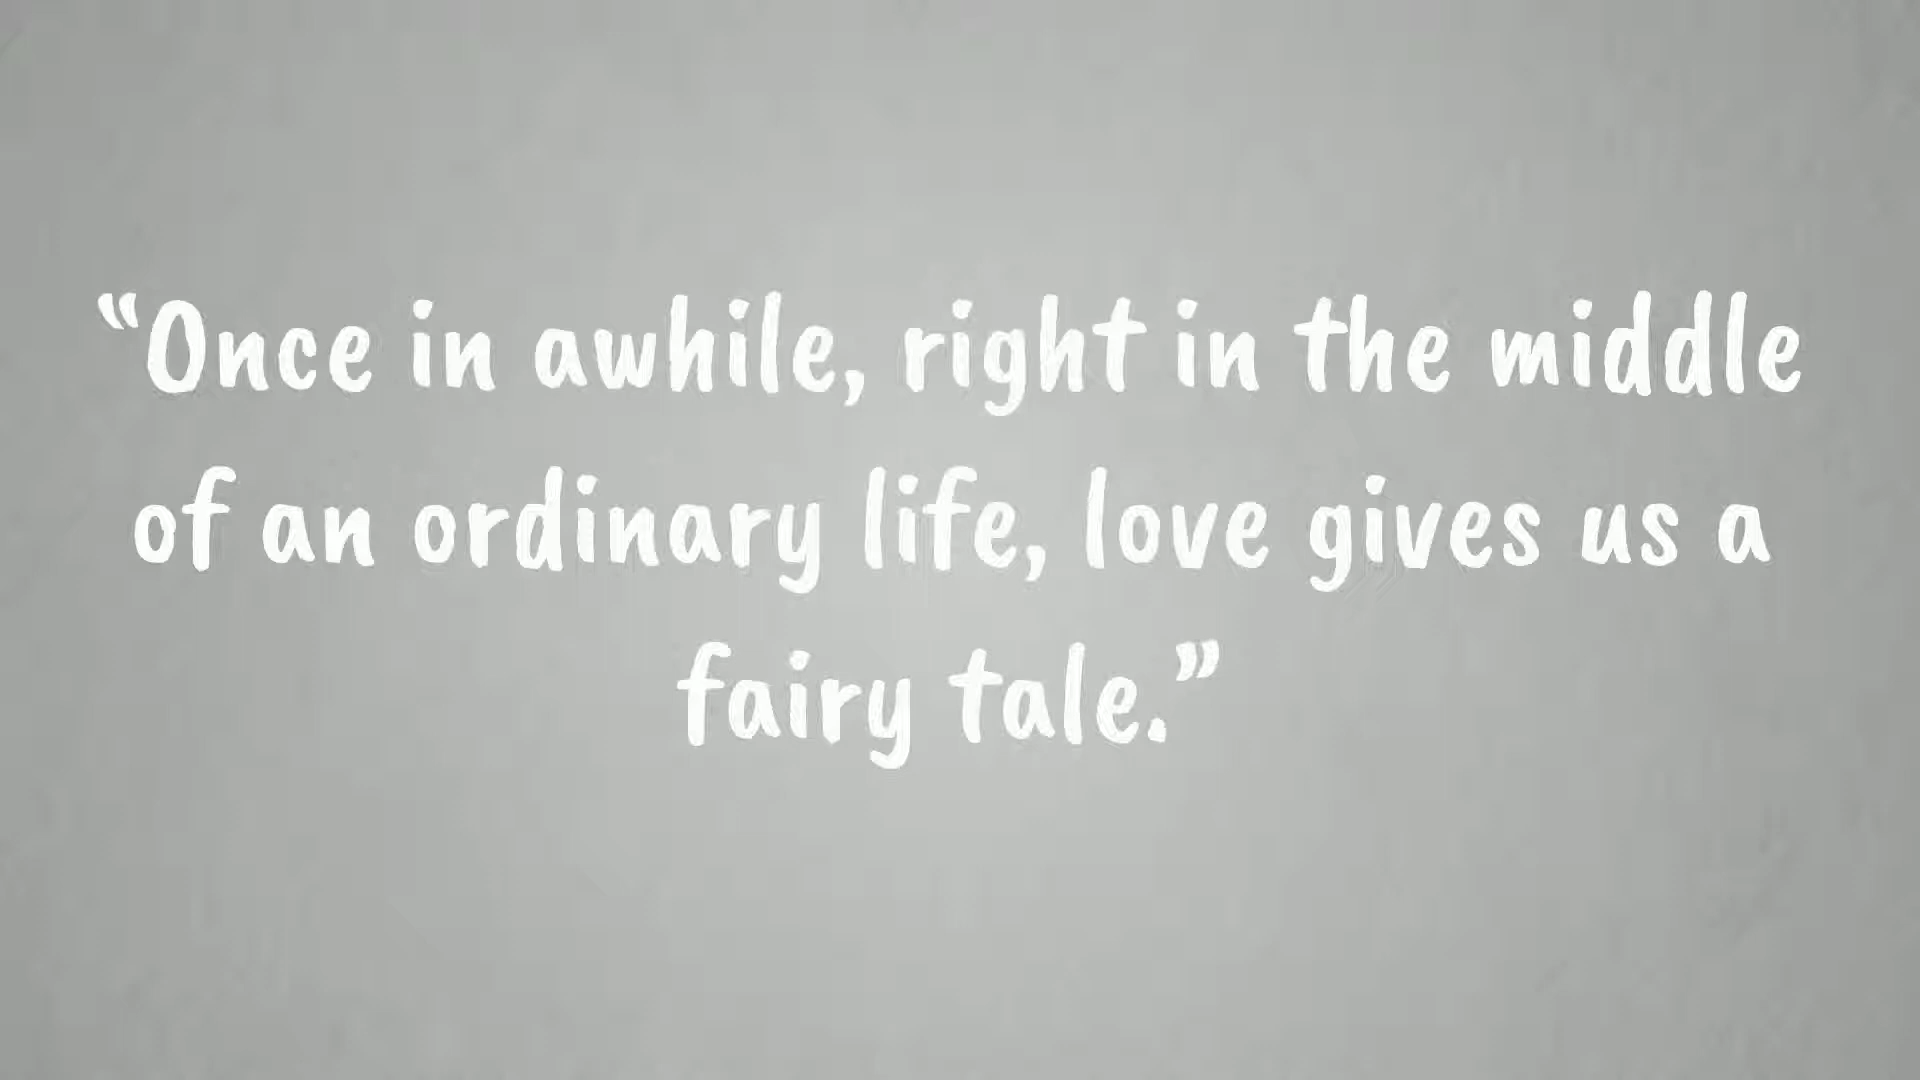 “Once in awhile, right in the middle
of an ordinary life, love gives us a
fairy tale.”